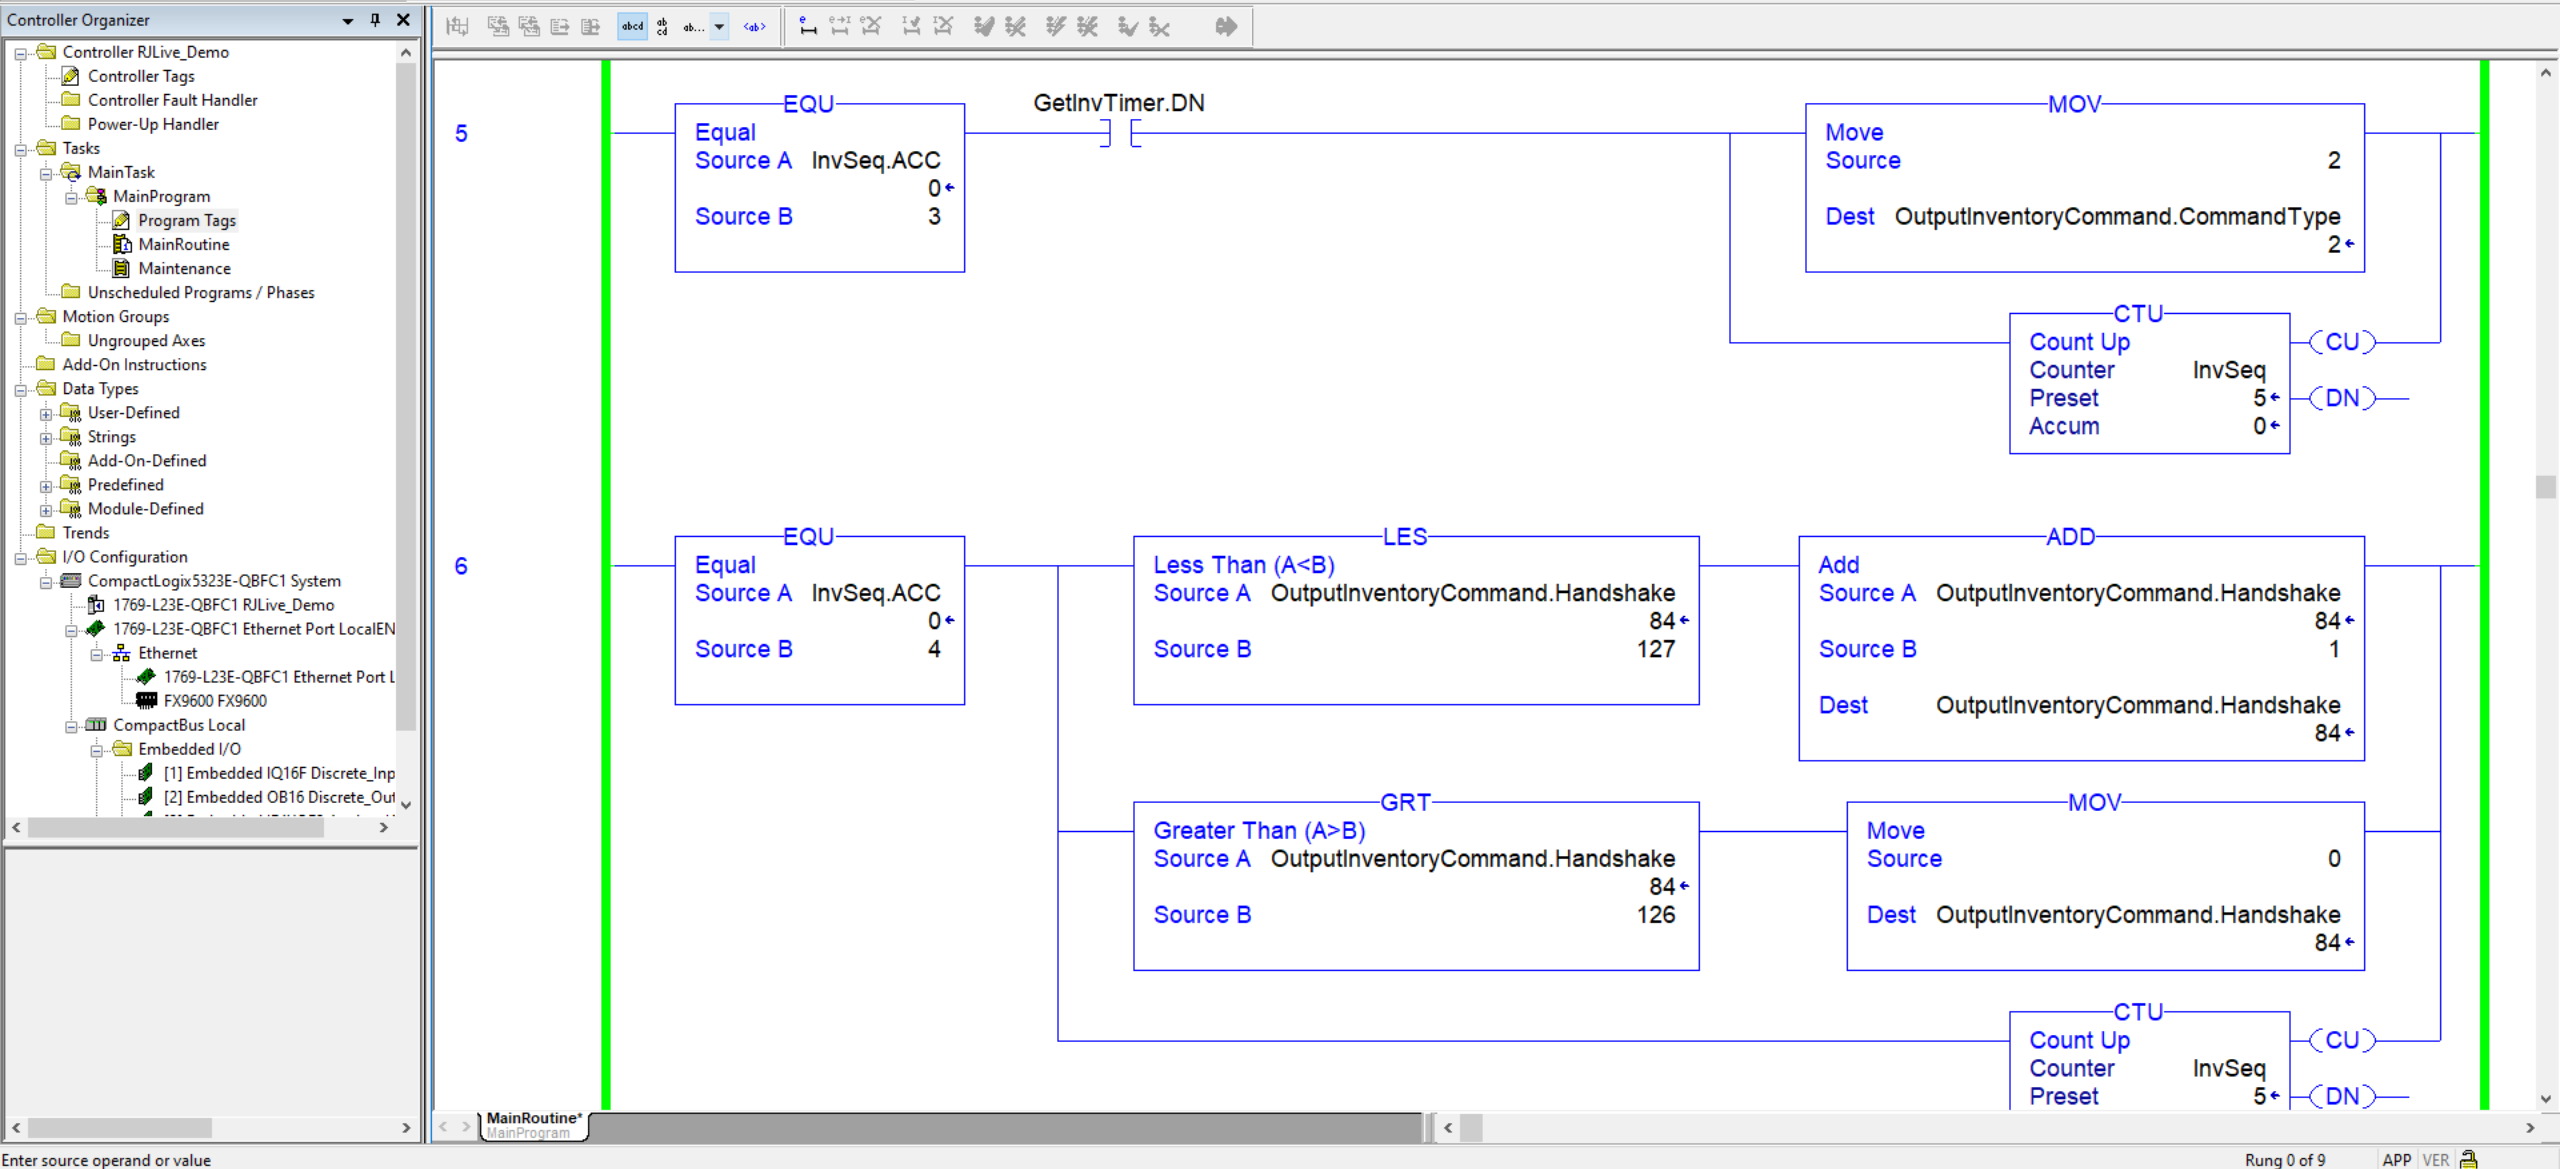 Controller Organizer
Controller RJLive_Demo
Controller Tags
Controller Fault Handler
Power-Up Handler
Tasks
MainTask
MainProgram
Program Tags
MainRoutine
Maintenance
Unscheduled Programs / Phases
Motion Groups
Ungrouped Axes
Add-On Instructions
Data Types
User-Defined
Strings
Add-On-Defined
Predefined
Module-Defined
Trends
I/O Configuration
CompactLogix5323E-QBFC1 System
1769-L23E-QBFC1 RJLive_Demo
1769-L23E-QBFC1 Ethernet Port LocalEN
Ethernet
1769-L23E-QBFC1 Ethernet Port L
FX9600 FX9600
CompactBus Local
Embedded I/O
[1] Embedded IQ16F Discrete_Inp
[2] Embedded OB16 Discrete_Out
abcd
ab
cd
ab...
<ab>
5
EQU
Equal
Source A InvSeq.ACC
0
Source B 3
GetInvTimer.DN
MOV
Move
Source 2
Dest OutputInventoryCommand.CommandType
2
CTU
Count Up
Counter InvSeq
Preset 5
Accum 0
CU
DN
6
EQU
Equal
Source A InvSeq.ACC
0
Source B 4
LES
Less Than (A<B)
Source A OutputInventoryCommand.Handshake
84
Source B 127
ADD
Add
Source A OutputInventoryCommand.Handshake
84
Source B 1
Dest OutputInventoryCommand.Handshake
84
GRT
Greater Than (A>B)
Source A OutputInventoryCommand.Handshake
84
Source B 126
MOV
Move
Source 0
Dest OutputInventoryCommand.Handshake
84
CTU
Count Up
Counter InvSeq
Preset 5
CU
DN
MainRoutine*
MainProgram
Enter source operand or value
Rung 0 of 9
APP
VER